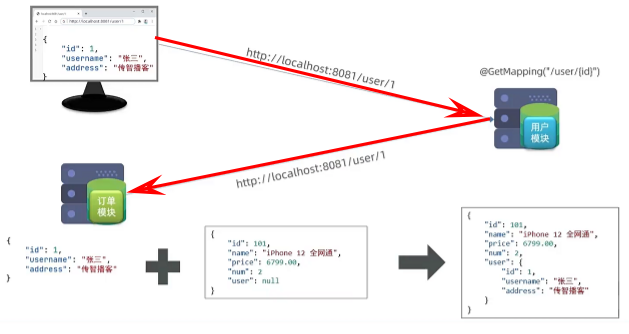 http://localhost:8081/user/1
{
"id": 1,
"username": "张三",
"address": "传智播客"
}
http://localhost:8081/user/1
@GetMapping("/user/{id}")
用户
模块
http://localhost:8081/user/1
订单
模块
{
"id": 1,
"username": "张三",
"address": "传智播客"
}
{
"id": 101,
"name": "iPhone 12 全网通",
"price": 6799.00,
"num": 2
"user": null
}
{
"id": 101,
"name": "iPhone 12 全网通",
"price": 6799.00,
"num": 2,
"user": {
"id": 1,
"username": "张三",
"address": "传智播客"
}
}